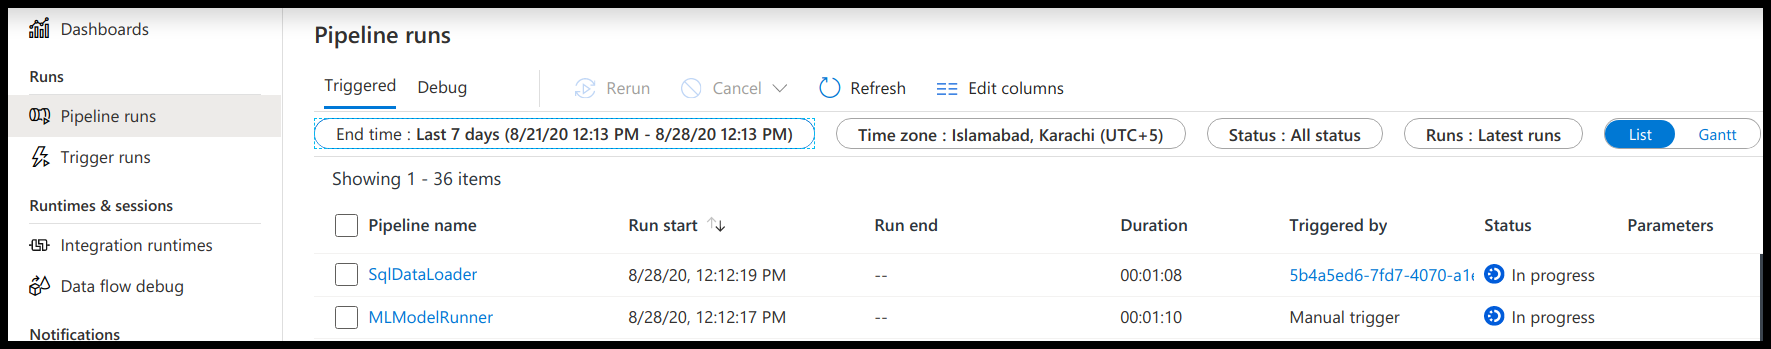 Dashboards
Runs
Pipeline runs
Trigger runs
Runtimes & sessions
Integration runtimes
Data flow debug
Notifications
Pipeline runs
Triggered Debug Rerun Cancel Refresh Edit columns
End time : Last 7 days (8/21/20 12:13 PM - 8/28/20 12:13 PM) Time zone : Islamabad, Karachi (UTC+5) Status : All status Runs : Latest runs List Gantt
Showing 1 - 36 items
Pipeline name Run start Run end Duration Triggered by Status Parameters
SqlDataLoader 8/28/20, 12:12:19 PM -- 00:01:08 5b4a5ed6-7fd7-4070-a1e In progress
MLModelRunner 8/28/20, 12:12:17 PM -- 00:01:10 Manual trigger In progress